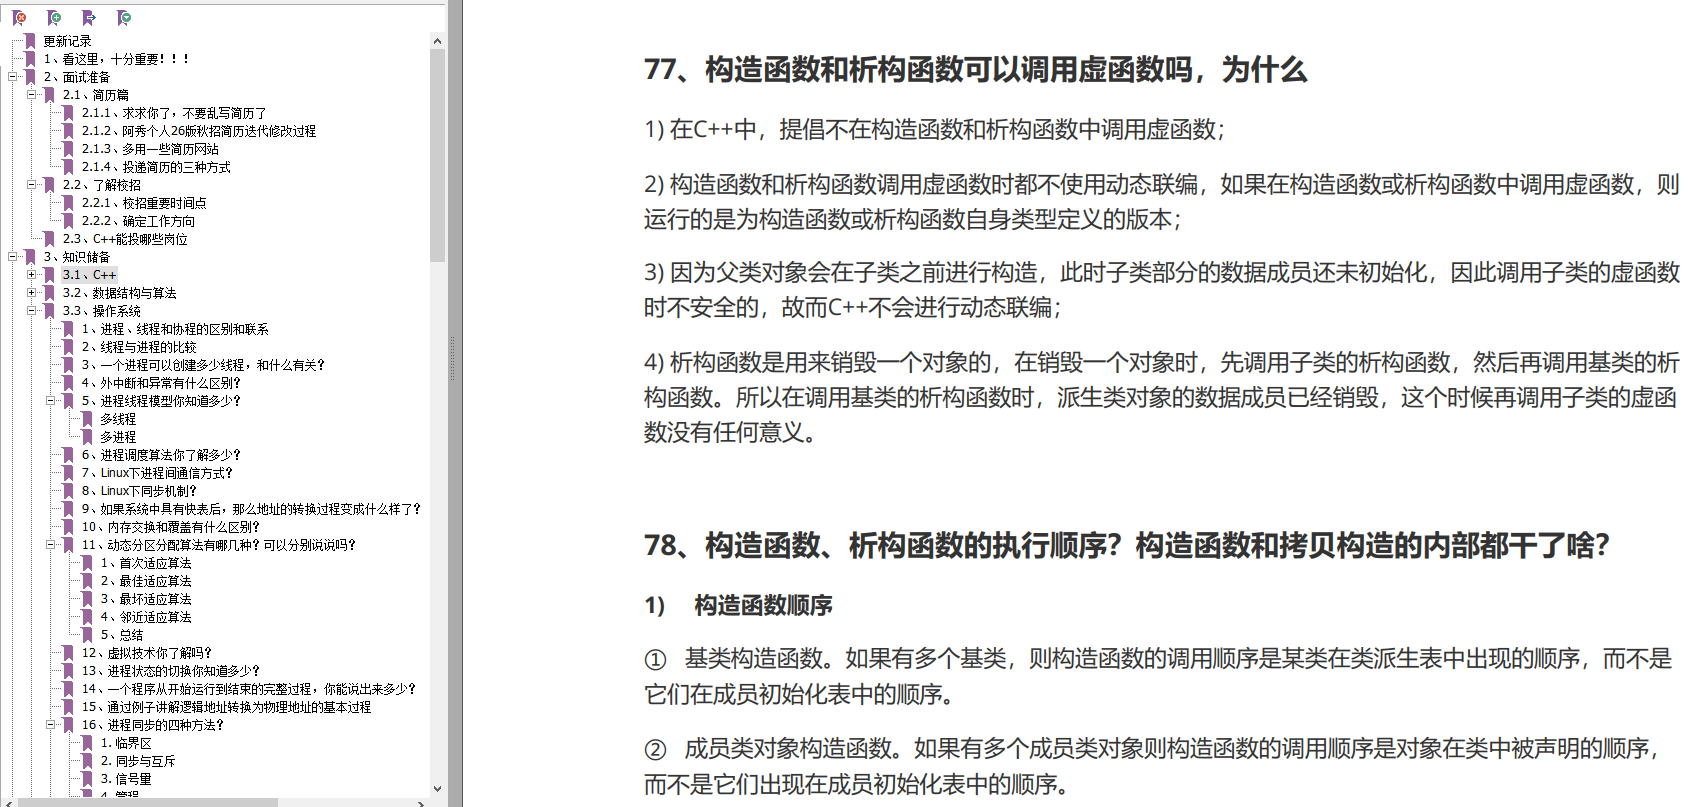 更新记录
1、看这里，十分重要！！！
2、面试准备
2.1、简历篇
2.1.1、求求你了，不要乱写简历了
2.1.2、阿秀个人26版秋招简历迭代修改过程
2.1.3、多用一些简历网站
2.1.4、投递简历的三种方式
2.2、了解校招
2.2.1、校招重要时间点
2.2.2、确定工作方向
2.3、C++能投哪些岗位
3、知识储备
3.1、C++
3.2、数据结构与算法
3.3、操作系统
1、进程、线程和协程的区别和联系
2、线程与进程的比较
3、一个进程可以创建多少线程，和什么有关？
4、外中断和异常有什么区别？
5、进程线程模型你知道多少？
多线程
多进程
6、进程调度算法你了解多少？
7、Linux下进程间通信方式？
8、Linux下同步机制？
9、如果系统中具有快表后，那么地址的转换过程变成什么样了？
10、内存交换和覆盖有什么区别？
11、动态分区分配算法有哪几种？可以分别说说吗？
1、首次适应算法
2、最佳适应算法
3、最坏适应算法
4、邻近适应算法
5、总结
12、虚拟技术你了解吗？
13、进程状态的切换你知道多少？
14、一个程序从开始运行到结束的完整过程，你能说出来多少？
15、通过例子讲解逻辑地址转换为物理地址的基本过程
16、进程同步的四种方法？
1. 临界区
2. 同步与互斥
3. 信号量
4. 管程
77、构造函数和析构函数可以调用虚函数吗，为什么
1) 在C++中，提倡不在构造函数和析构函数中调用虚函数；
2) 构造函数和析构函数调用虚函数时都不使用动态联编，如果在构造函数或析构函数中调用虚函数，则
运行的是为构造函数或析构函数自身类型定义的版本；
3) 因为父类对象会在子类之前进行构造，此时子类部分的数据成员还未初始化，因此调用子类的虚函数
时不安全的，故而C++不会进行动态联编；
4) 析构函数是用来销毁一个对象的，在销毁一个对象时，先调用子类的析构函数，然后再调用基类的析
构函数。所以在调用基类的析构函数时，派生类对象的数据成员已经销毁，这个时候再调用子类的虚函
数没有任何意义。
78、构造函数、析构函数的执行顺序？构造函数和拷贝构造的内部都干了啥？
1) 构造函数顺序
① 基类构造函数。如果有多个基类，则构造函数的调用顺序是某类在类派生表中出现的顺序，而不是
它们在成员初始化表中的顺序。
② 成员类对象构造函数。如果有多个成员类对象则构造函数的调用顺序是对象在类中被声明的顺序，
而不是它们出现在成员初始化表中的顺序。